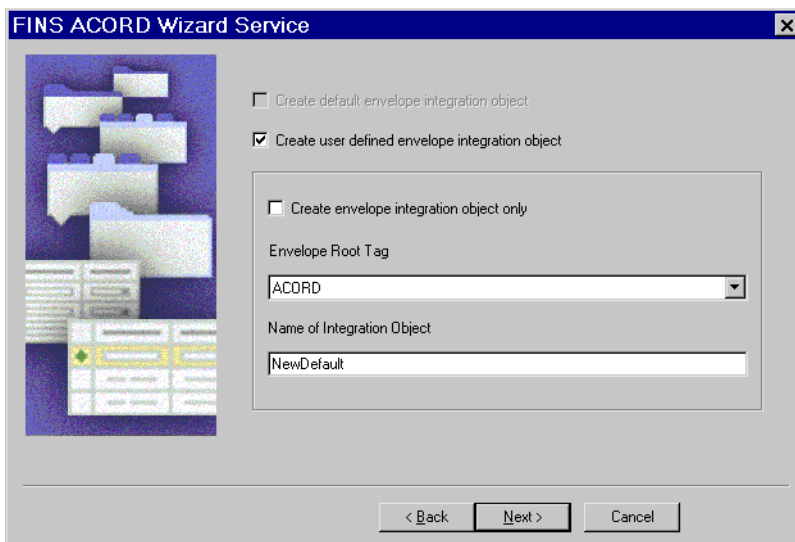 FINS ACORD Wizard Service
Create default envelope integration object
Create user defined envelope integration object
Create envelope integration object only
Envelope Root Tag
ACORD
Name of Integration Object
NewDefault
< Back Next > Cancel